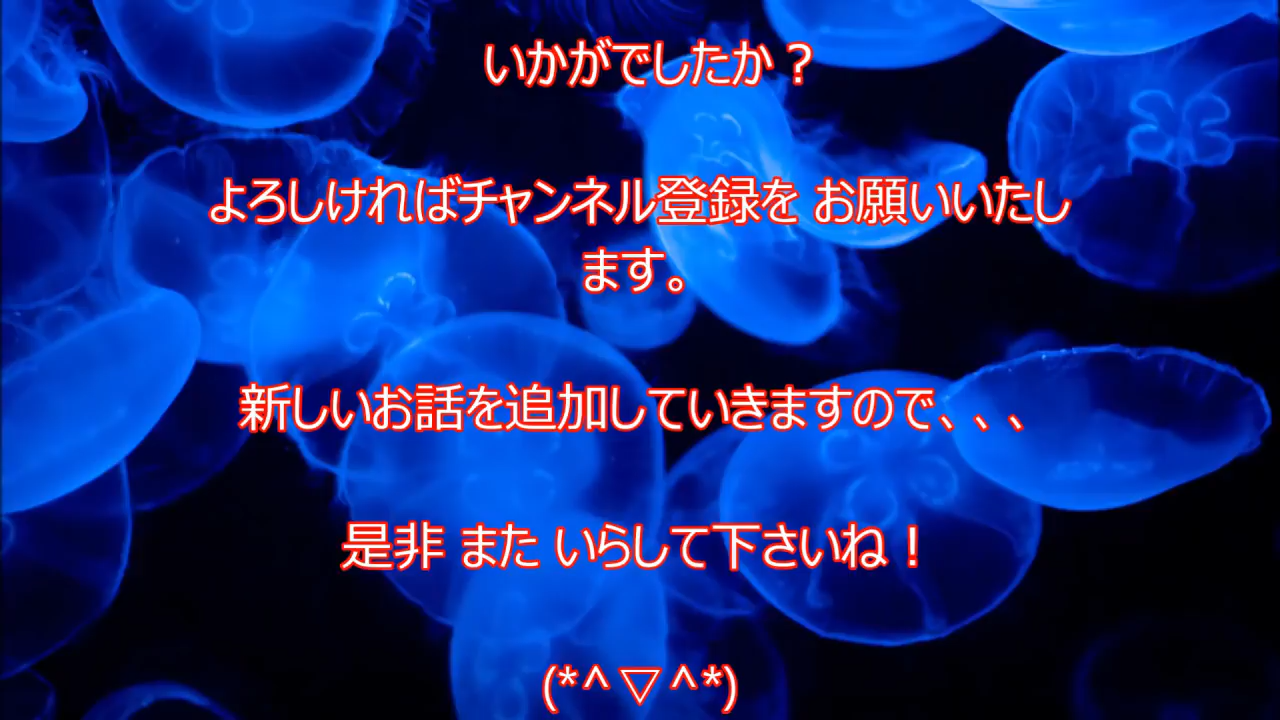 いかがでしたか？
よろしければチャンネル登録を お願いいたし
ます。
新しいお話を追加していきますので、、、
是非 また いらして下さいね！
(*^▽^*)